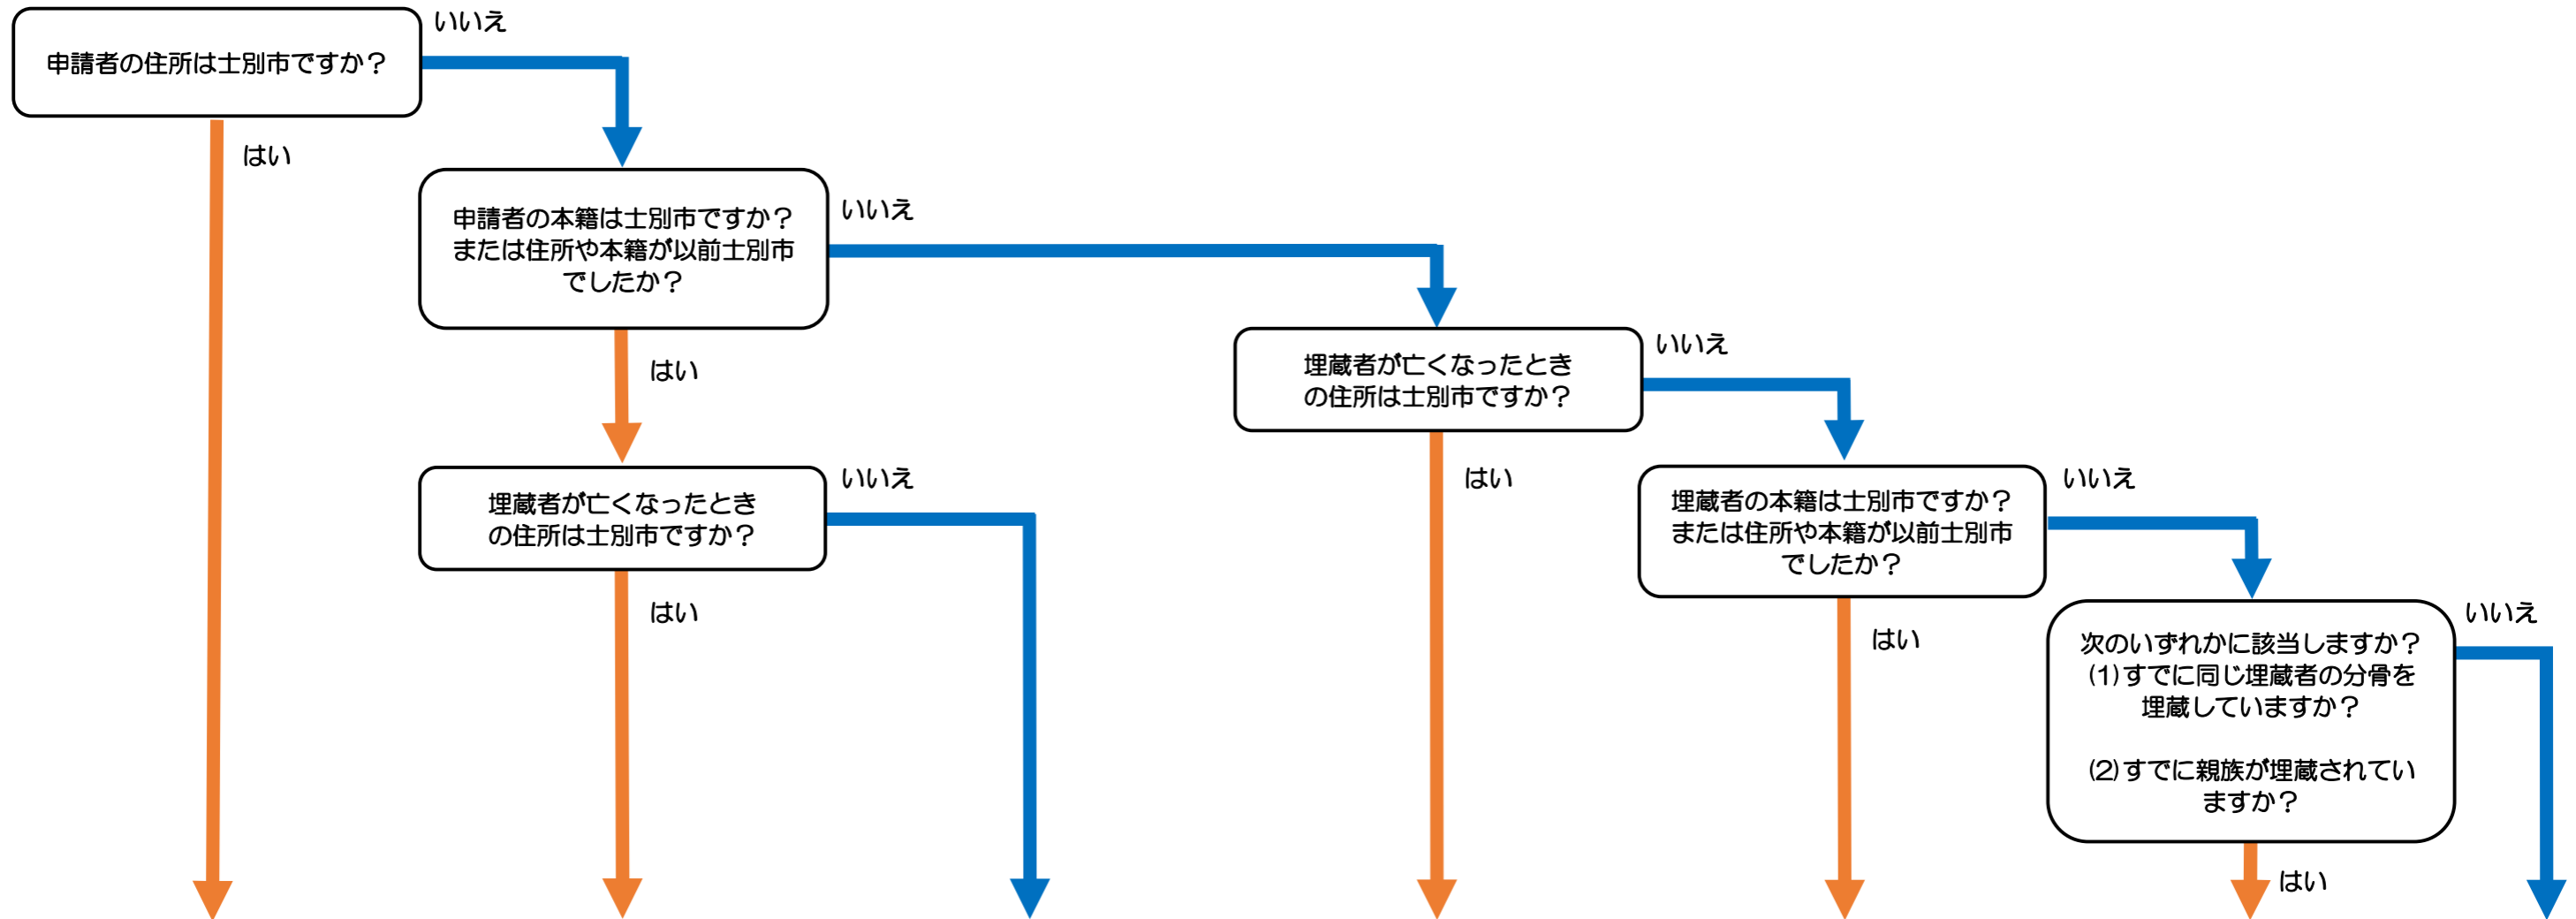 申請者の住所は士別市ですか？
いいえ
はい
申請者の本籍は士別市ですか？
または住所や本籍が以前士別市
でしたか？
いいえ
はい
埋蔵者が亡くなったとき
の住所は士別市ですか？
いいえ
はい
埋蔵者が亡くなったとき
の住所は士別市ですか？
いいえ
はい
埋蔵者の本籍は士別市ですか？
または住所や本籍が以前士別市
でしたか？
いいえ
はい
次のいずれかに該当しますか？
(1)すでに同じ埋蔵者の分骨を
埋蔵していますか？
(2)すでに親族が埋蔵されてい
ますか？
いいえ
はい